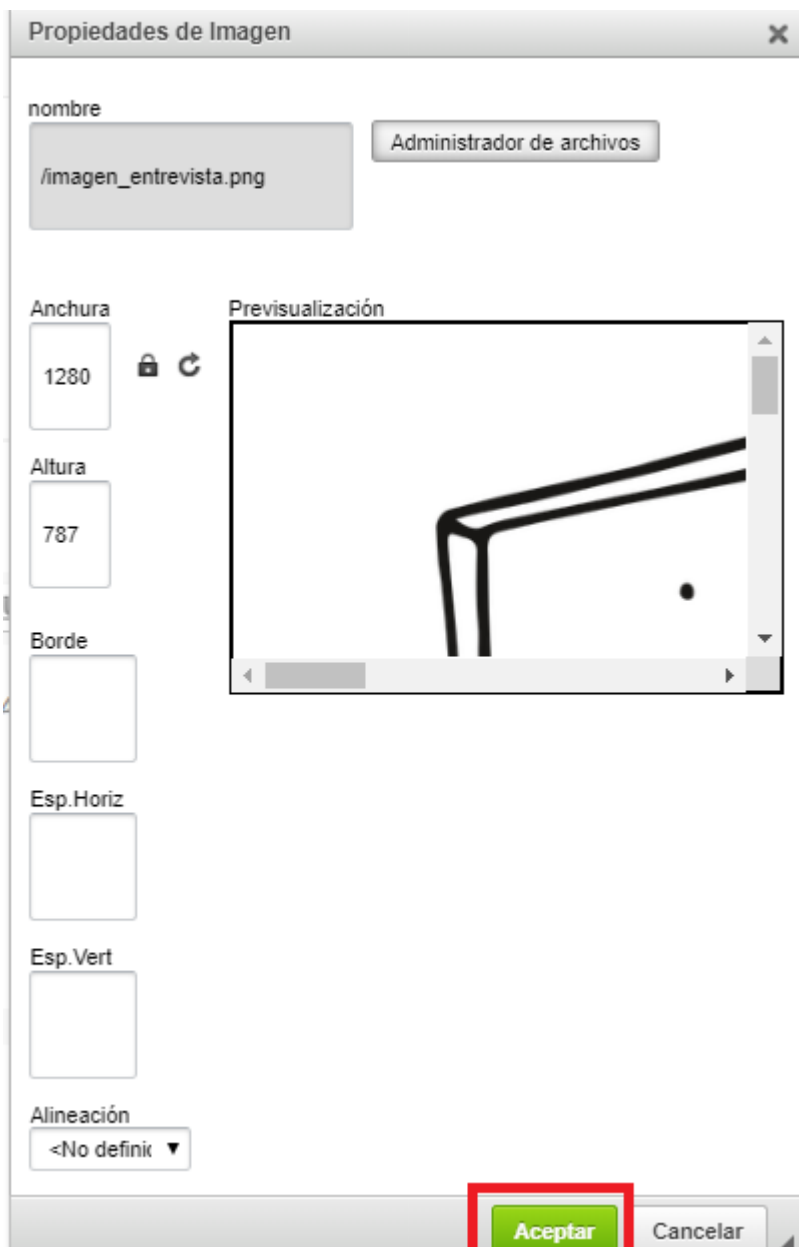 Propiedades de Imagen
nombre
/imagen_entrevista.png
Administrador de archivos
Anchura
1280
Previsualización
Altura
787
Borde
Esp.Horiz
Esp.Vert
Alineación
<No defini
Aceptar
Cancelar